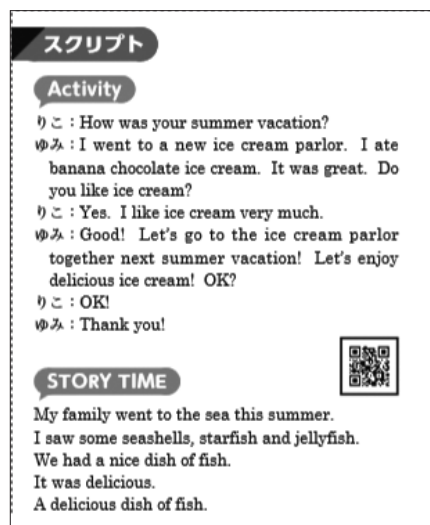 スクリプト
Activity
りこ：How was your summer vacation?
ゆみ：I went to a new ice cream parlor. I ate
banana chocolate ice cream. It was great. Do
you like ice cream?
りこ：Yes. I like ice cream very much.
ゆみ：Good! Let's go to the ice cream parlor
together next summer vacation! Let's enjoy
delicious ice cream! OK?
りこ：OK!
ゆみ：Thank you!
STORY TIME
My family went to the sea this summer.
I saw some seashells, starfish and jellyfish.
We had a nice dish of fish.
It was delicious.
A delicious dish of fish.